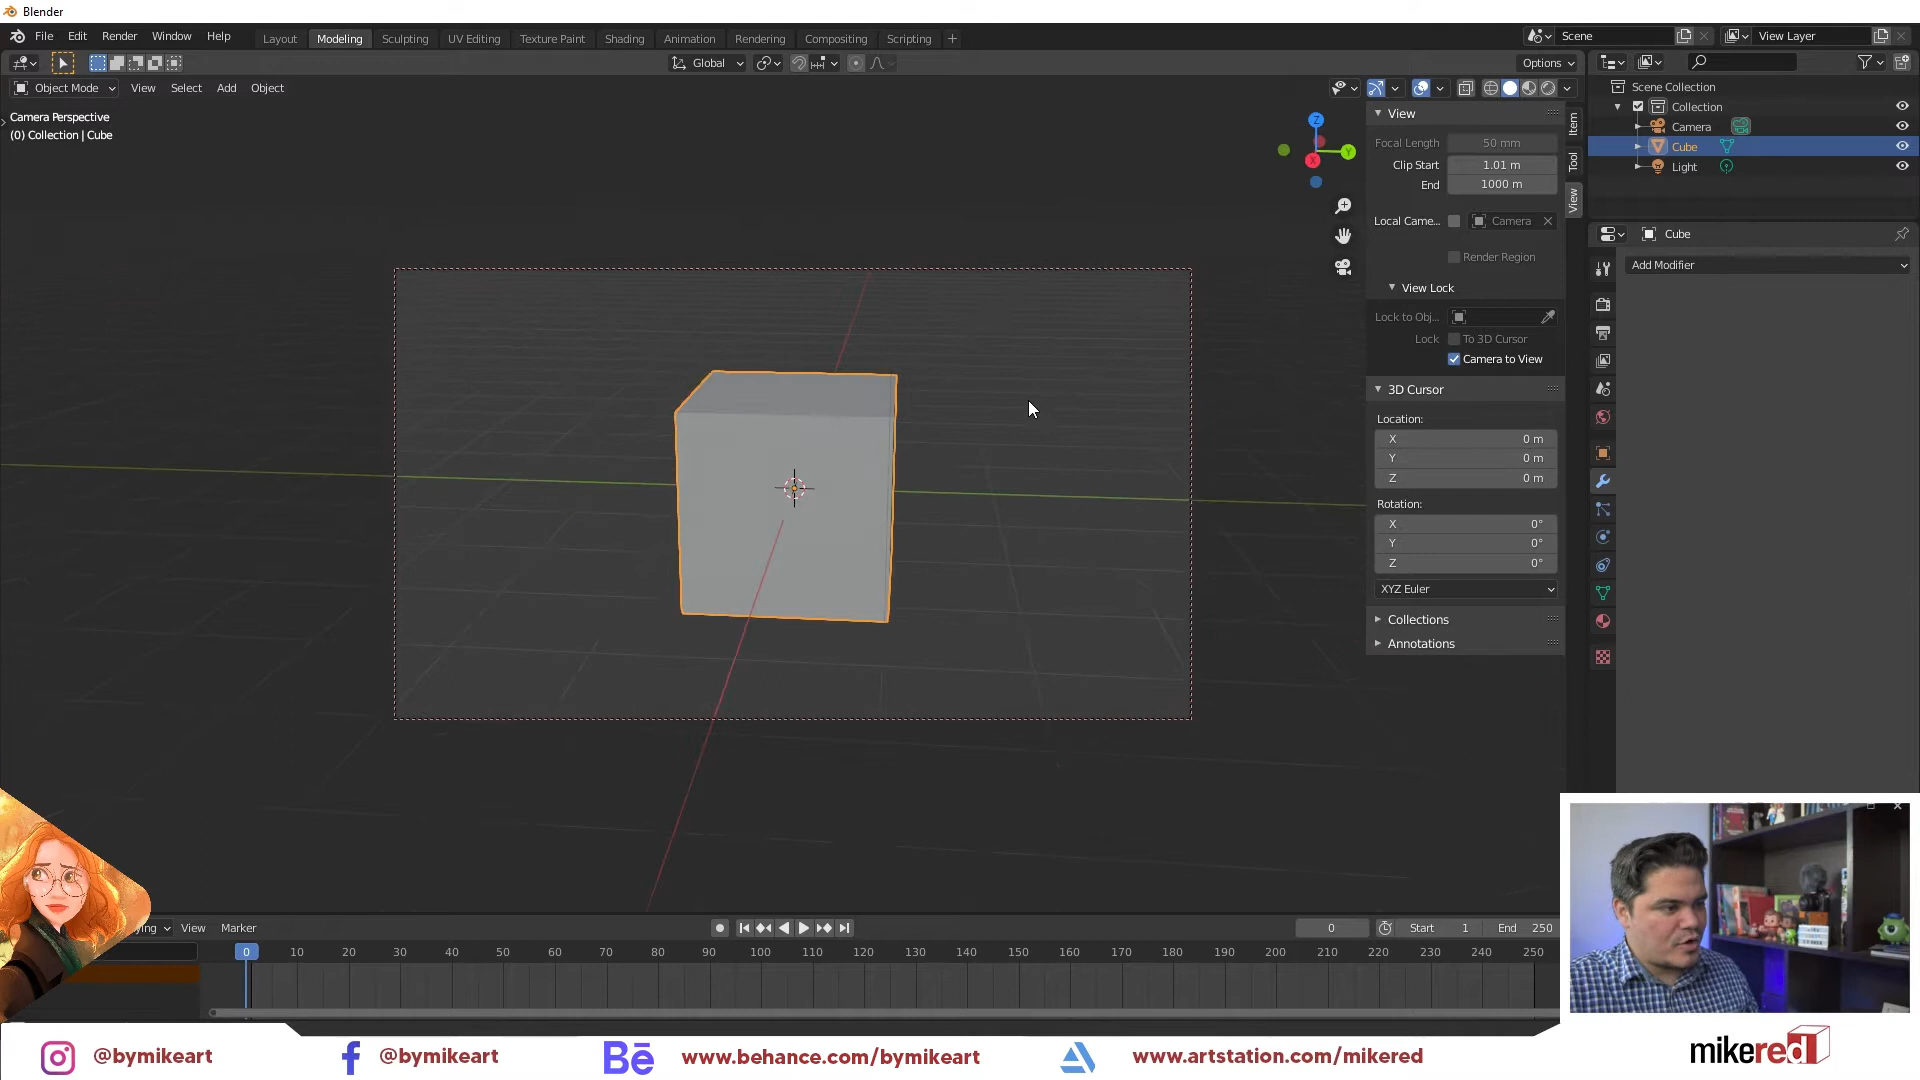 Blender
File Edit Render Window Help
Layout Modeling Sculpting UV Editing Texture Paint Shading Animation Rendering Compositing Scripting
Scene
View Layer
Global
Options
Object Mode View Select Add Object
Camera Perspective
(0) Collection | Cube
Z
Y
X
View
Focal Length 50 mm
Clip Start 1.01 m
End 1000 m
Local Came... Camera
Render Region
View Lock
Lock to Obj...
Lock To 3D Cursor
Camera to View
3D Cursor
Location:
X 0 m
Y 0 m
Z 0 m
Rotation:
X 0°
Y 0°
Z 0°
XYZ Euler
Collections
Annotations
Item
Tool
View
Scene Collection
Collection
Camera
Cube
Light
Cube
Add Modifier
View Marker
0
Start 1
End 250
0 10 20 30 40 50 60 70 80 90 100 110 120 130 140 150 160 170 180 190 200 210 220 230 240 250
@bymikeart
@bymikeart
Bē www.behance.com/bymikeart
www.artstation.com/mikered
mikered